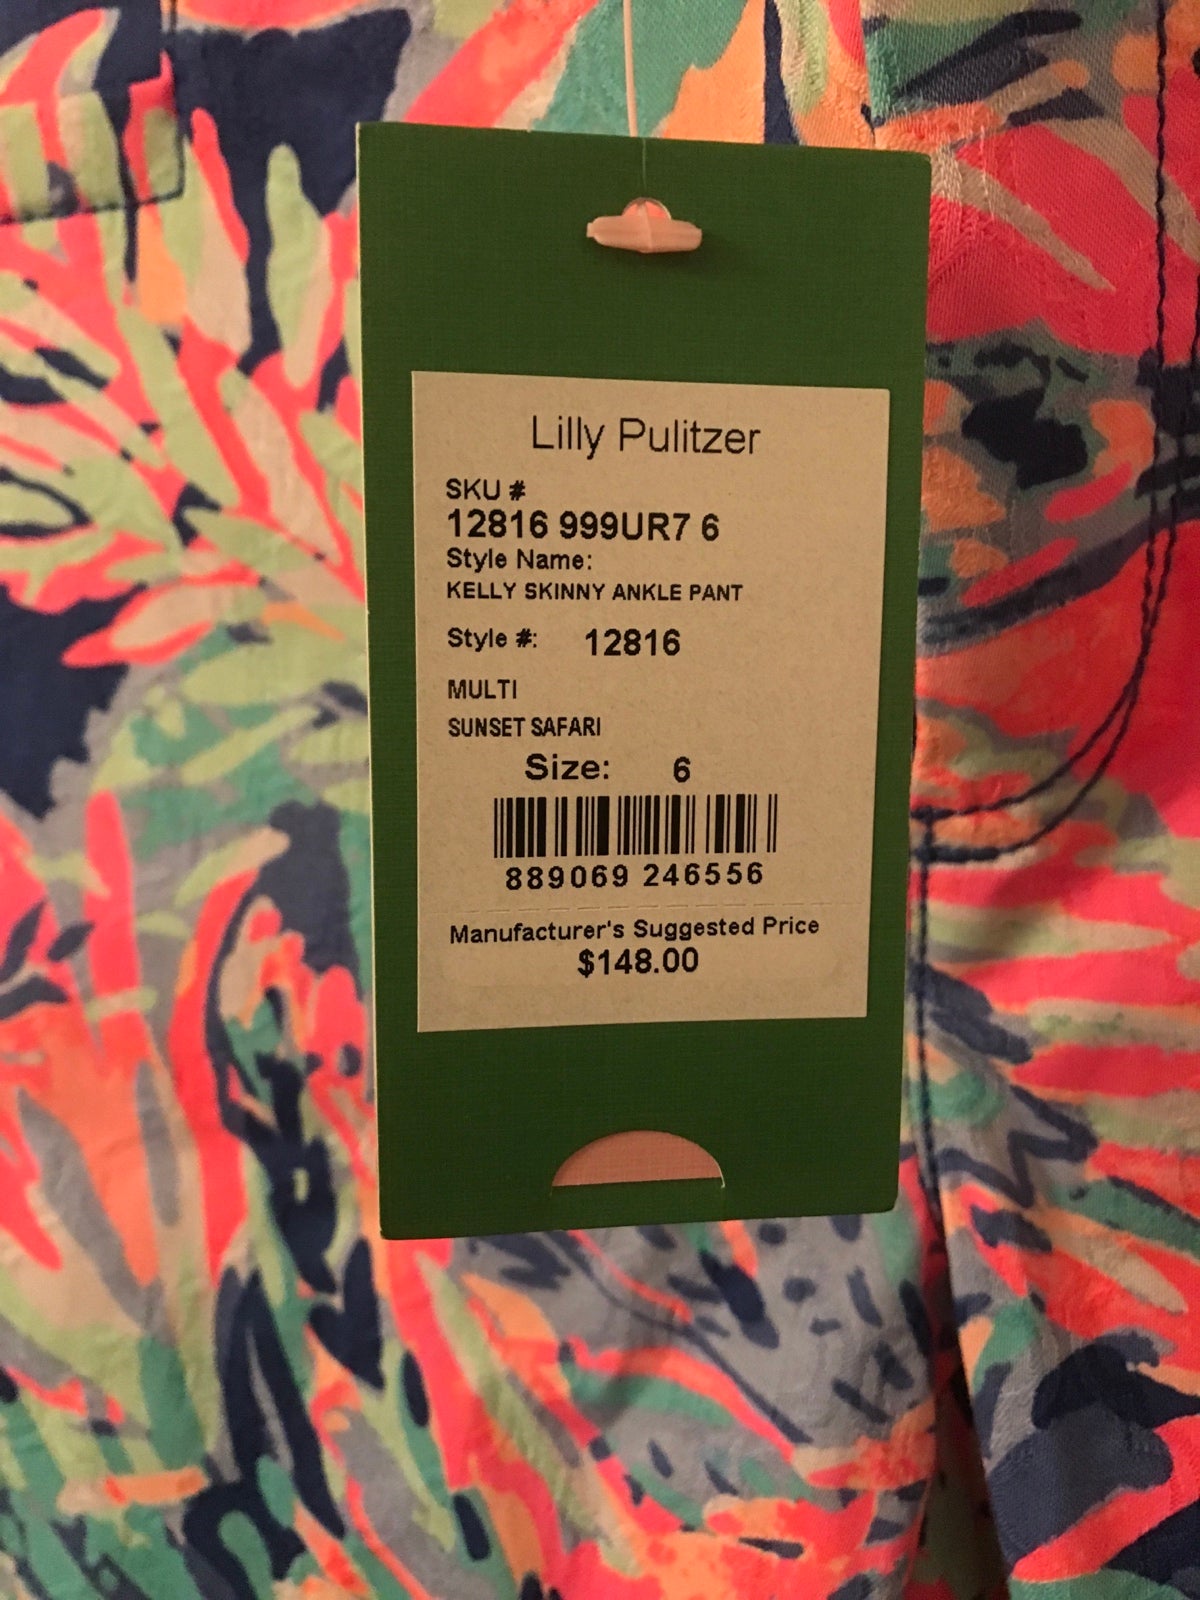 Lilly Pulitzer
SKU #
12816 999UR7 6
Style Name:
KELLY SKINNY ANKLE PANT
Style #: 12816
MULTI
SUNSET SAFARI
Size: 6
889069 246556
Manufacturer's Suggested Price
$148.00